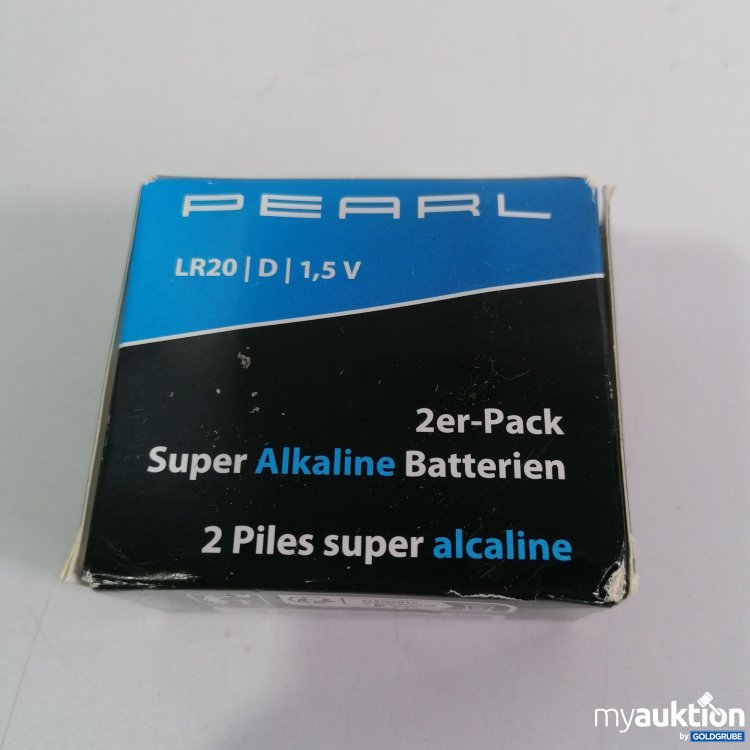 PEARL
LR20 | D | 1,5 V
2er-Pack
Super Alkaline Batterien
2 Piles super alcaline
myauktion
by GOLDGRUBE